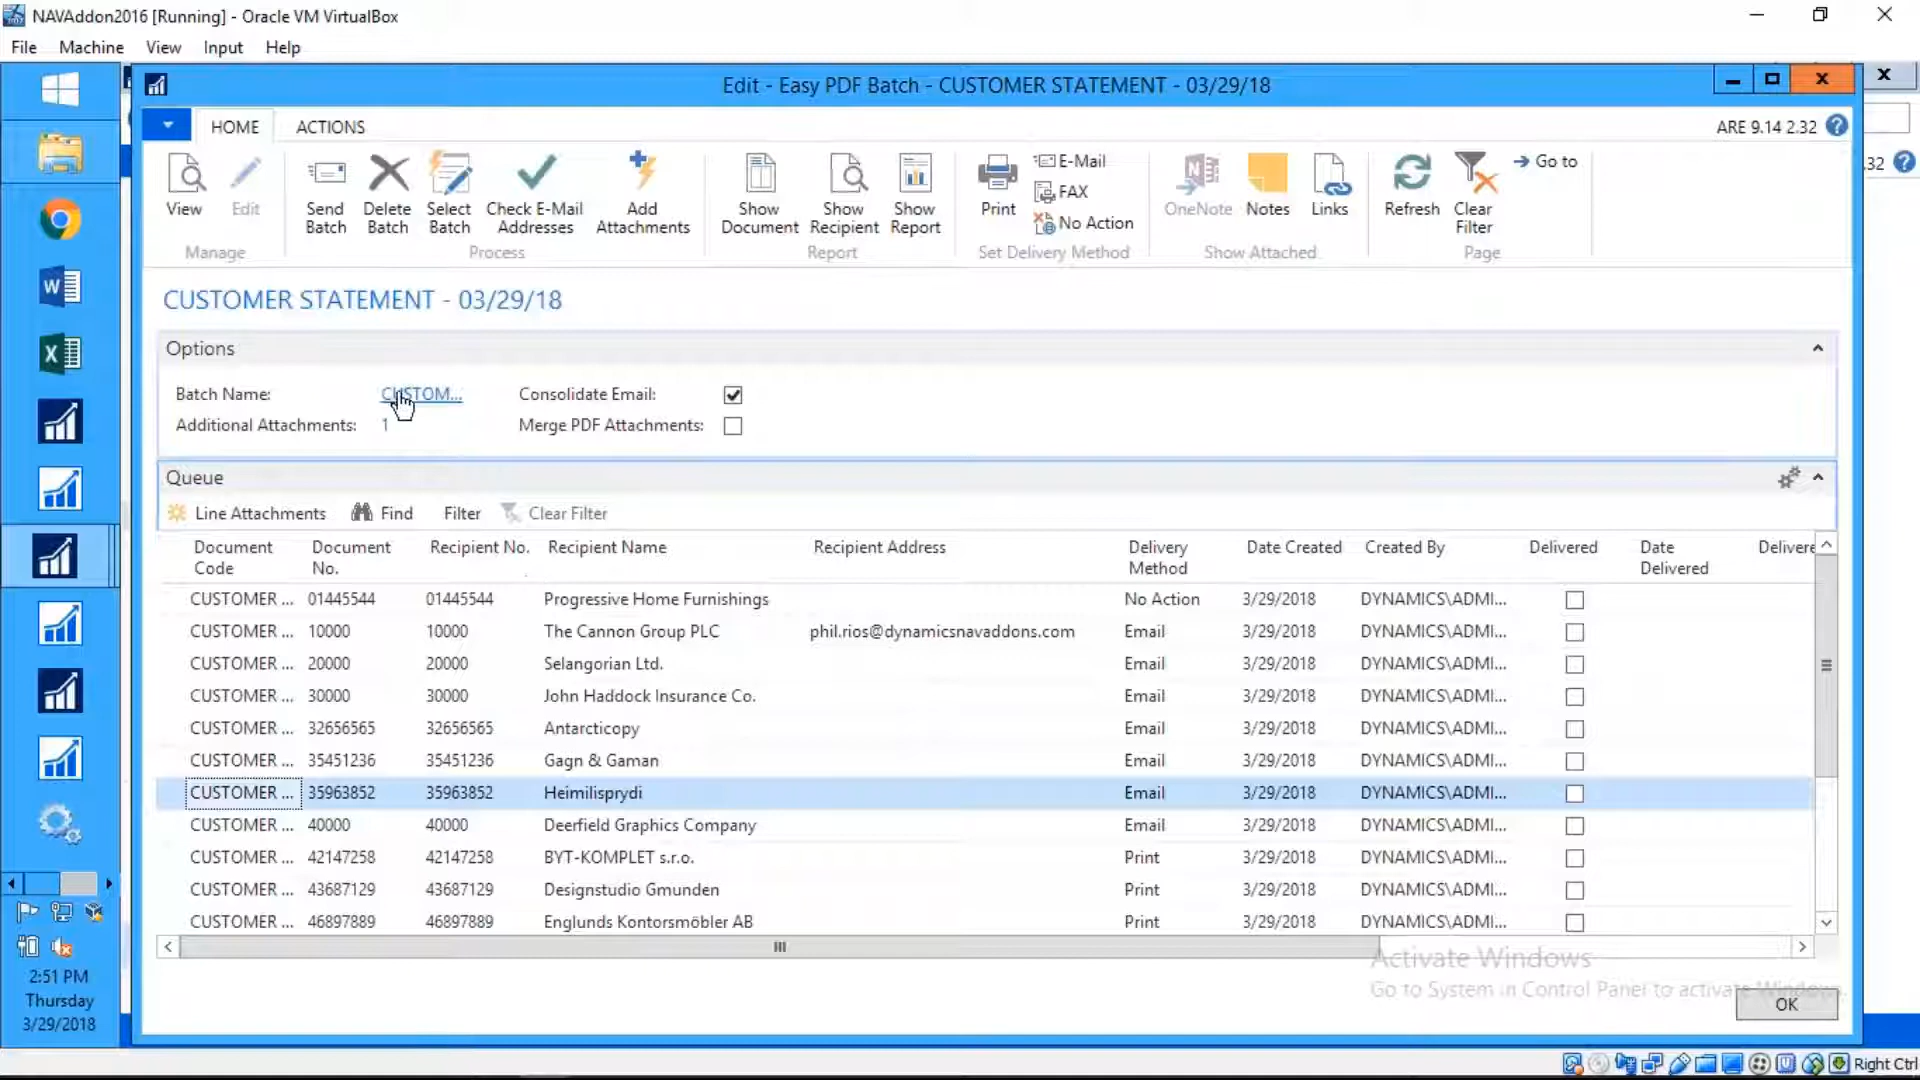 NAVAddon2016 [Running] - Oracle VM VirtualBox
File Machine View Input Help
Edit - Easy PDF Batch - CUSTOMER STATEMENT - 03/29/18
HOME ACTIONS ARE 9.14 2.32
.32
View Edit Send Batch Delete Batch Select Batch Check E-Mail Addresses Add Attachments Show Document Show Recipient Show Report Print E-Mail FAX No Action OneNote Notes Links Refresh Clear Filter Go to
Manage Process Report Set Delivery Method Show Attached Page
CUSTOMER STATEMENT - 03/29/18
Options
Batch Name: CUSTOM... Consolidate Email:
Additional Attachments: 1 Merge PDF Attachments:
Queue
Line Attachments Find Filter Clear Filter
Document Code Document No. Recipient No. Recipient Name Recipient Address Delivery Method Date Created Created By Delivered Date Delivered Delivere
CUSTOMER ... 01445544 01445544 Progressive Home Furnishings No Action 3/29/2018 DYNAMICS\ADMI...
CUSTOMER ... 10000 10000 The Cannon Group PLC phil.rios@dynamicsnavaddons.com Email 3/29/2018 DYNAMICS\ADMI...
CUSTOMER ... 20000 20000 Selangorian Ltd. Email 3/29/2018 DYNAMICS\ADMI...
CUSTOMER ... 30000 30000 John Haddock Insurance Co. Email 3/29/2018 DYNAMICS\ADMI...
CUSTOMER ... 32656565 32656565 Antarcticopy Email 3/29/2018 DYNAMICS\ADMI...
CUSTOMER ... 35451236 35451236 Gagn & Gaman Email 3/29/2018 DYNAMICS\ADMI...
CUSTOMER ... 35963852 35963852 Heimilisprydi Email 3/29/2018 DYNAMICS\ADMI...
CUSTOMER ... 40000 40000 Deerfield Graphics Company Email 3/29/2018 DYNAMICS\ADMI...
CUSTOMER ... 42147258 42147258 BYT-KOMPLET s.r.o. Print 3/29/2018 DYNAMICS\ADMI...
CUSTOMER ... 43687129 43687129 Designstudio Gmunden Print 3/29/2018 DYNAMICS\ADMI...
CUSTOMER ... 46897889 46897889 Englunds Kontorsmöbler AB Print 3/29/2018 DYNAMICS\ADMI...
Activate Windows
Go to System in Control Panel to activate Windows.
OK
2:51 PM
Thursday
3/29/2018
Right Ctrl